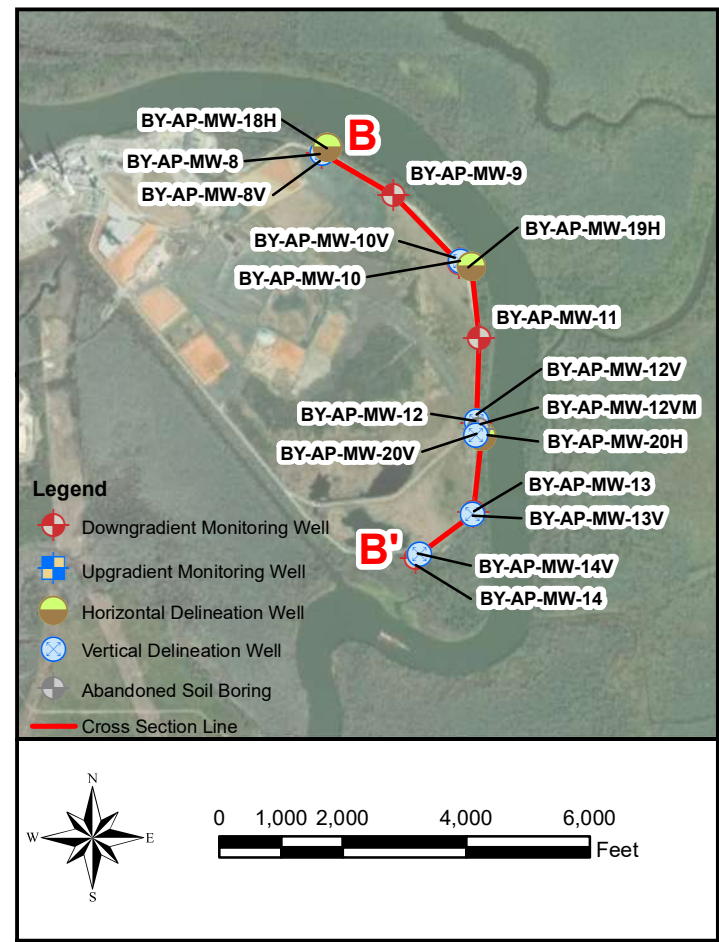 BY-AP-MW-18H
B
BY-AP-MW-8
BY-AP-MW-8V
BY-AP-MW-9
BY-AP-MW-10V
BY-AP-MW-19H
BY-AP-MW-10
BY-AP-MW-11
BY-AP-MW-12V
BY-AP-MW-12
BY-AP-MW-12VM
BY-AP-MW-20V
BY-AP-MW-20H
BY-AP-MW-13
BY-AP-MW-13V
B'
BY-AP-MW-14V
BY-AP-MW-14
Legend
Downgradient Monitoring Well
Upgradient Monitoring Well
Horizontal Delineation Well
Vertical Delineation Well
Abandoned Soil Boring
Cross Section Line
N
W E
S
0 1,000 2,000 4,000 6,000
Feet